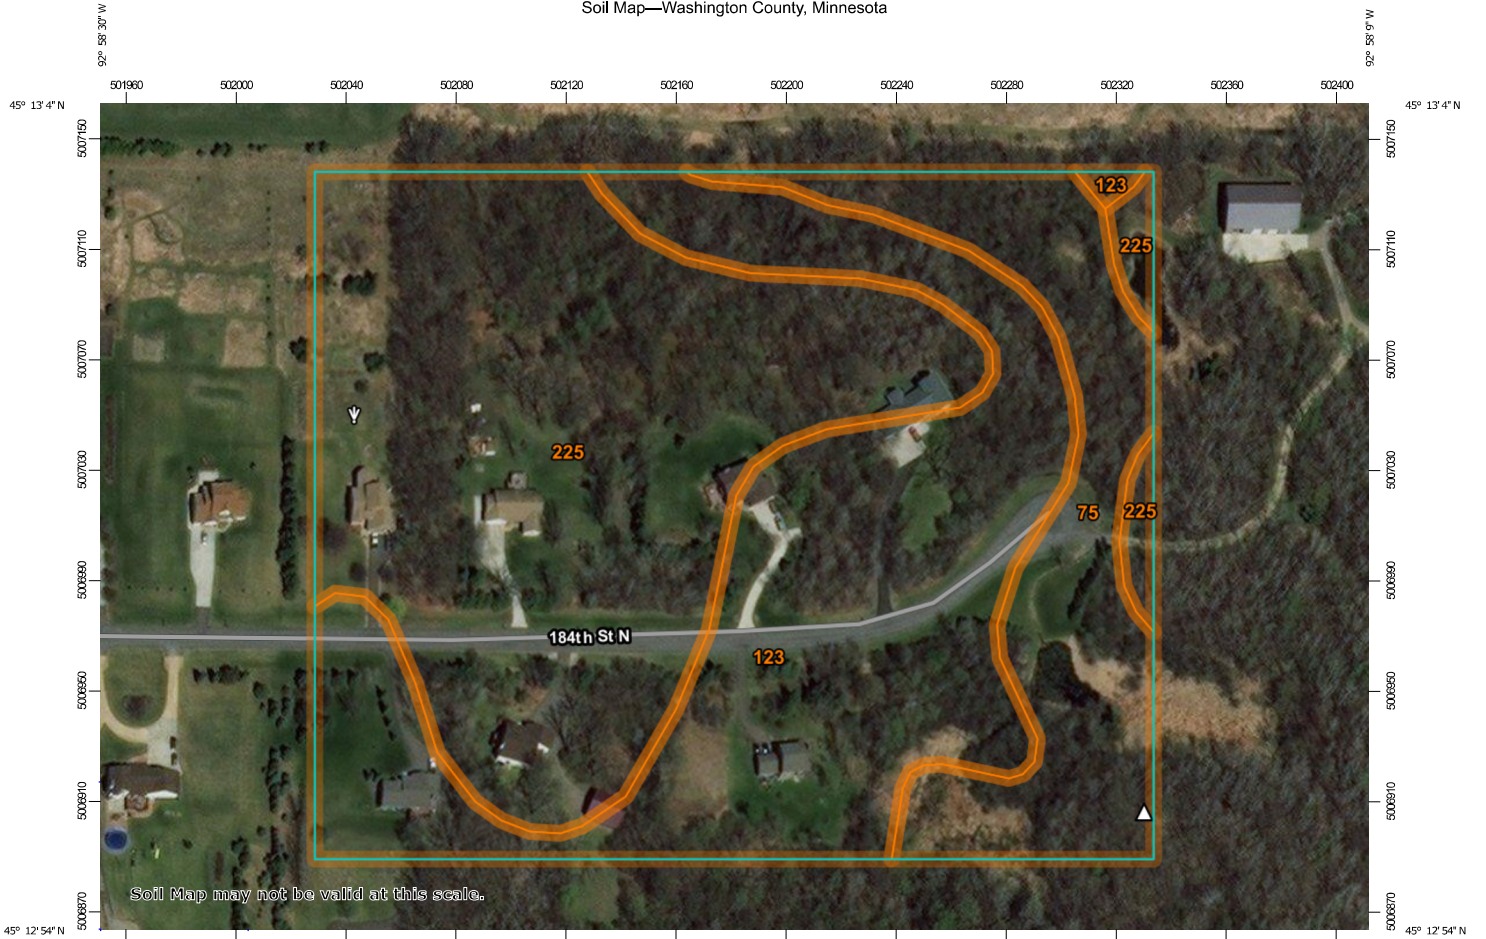 Soil Map—Washington County, Minnesota
92° 58' 30'' W
92° 58' 9'' W
501960 502000 502040 502080 502120 502160 502200 502240 502280 502320 502360 502400
45° 13' 4'' N
45° 13' 4'' N
5007150
5007150
123
5007110
225
5007110
5007070
5007070
225
5007030
5007030
75
225
5006990
5006990
184th St N
123
5006950
5006950
5006910
5006910
Soil Map may not be valid at this scale.
5006870
5006870
45° 12' 54'' N
45° 12' 54'' N